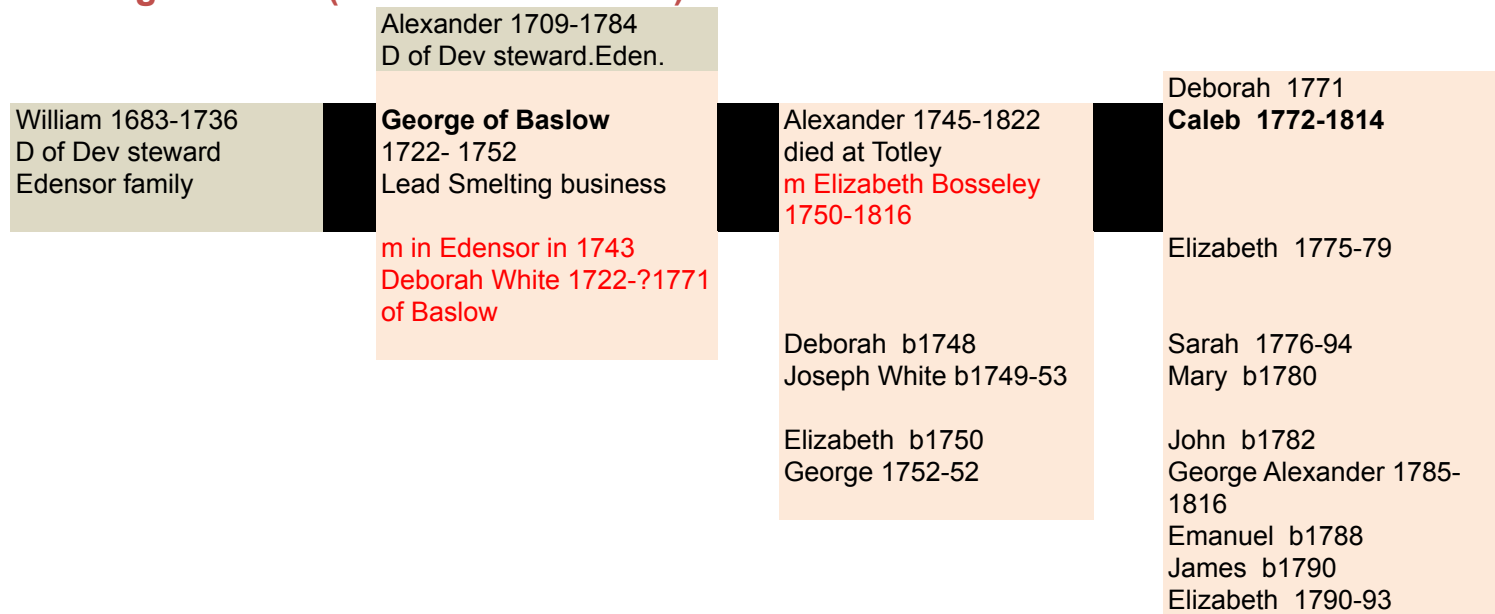 Alexander 1709-1784
D of Dev steward.Eden.
William 1683-1736
D of Dev steward
Edensor family
George of Baslow
1722- 1752
Lead Smelting business
m in Edensor in 1743
Deborah White 1722-?1771
of Baslow
Alexander 1745-1822
died at Totley
m Elizabeth Bosseley
1750-1816
Deborah b1748
Joseph White b1749-53
Elizabeth b1750
George 1752-52
Deborah 1771
Caleb 1772-1814
Elizabeth 1775-79
Sarah 1776-94
Mary b1780
John b1782
George Alexander 1785-
1816
Emanuel b1788
James b1790
Elizabeth 1790-93